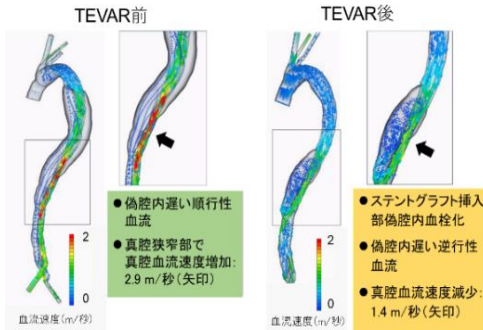 TEVAR前
TEVAR後
2
0
血流速度(m/秒)
● 偽腔内遅い順行性
血流
● 真腔狭窄部で
真腔血流速度増加:
2.9 m/秒(矢印)
2
0
血流速度(m/秒)
● ステントグラフト挿入
部偽腔内血栓化
● 偽腔内遅い逆行性
血流
● 真腔血流速度減少:
1.4 m/秒(矢印)